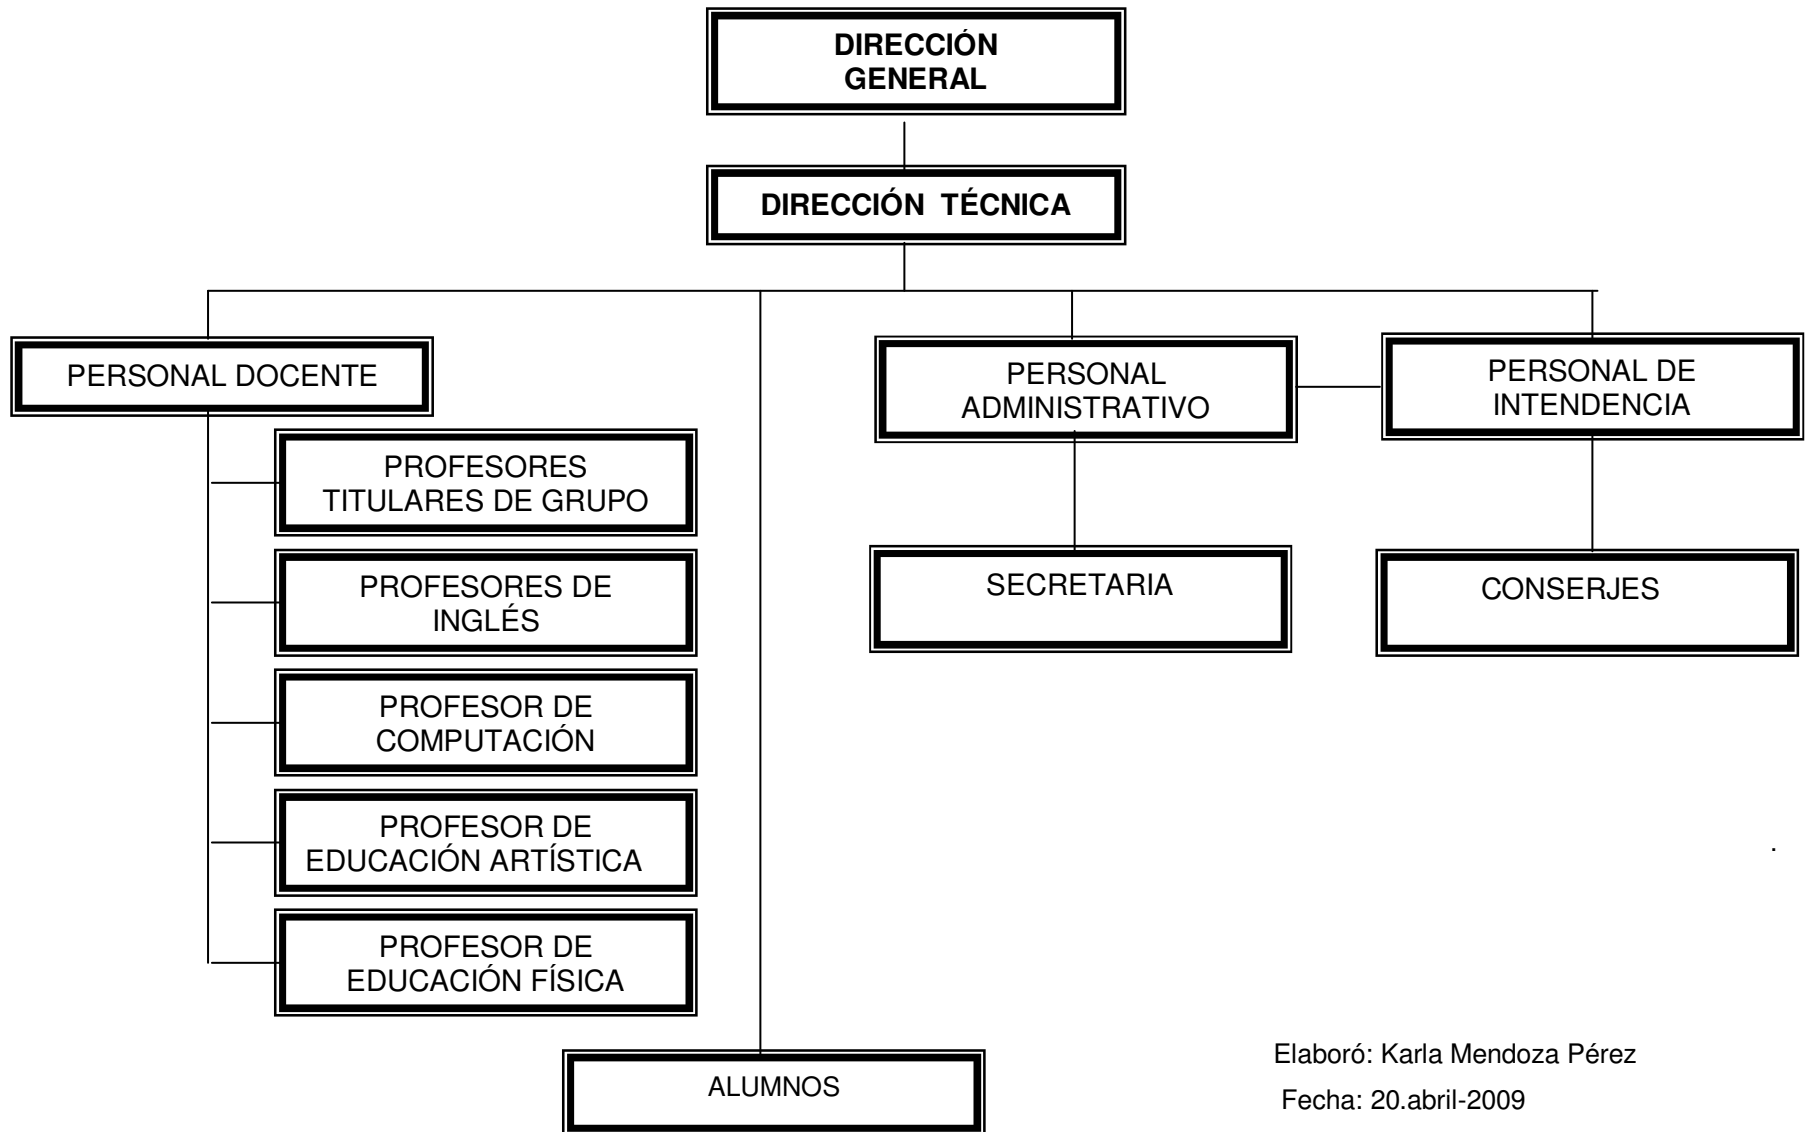 DIRECCIÓN
GENERAL
DIRECCIÓN TÉCNICA
PERSONAL DOCENTE
PERSONAL
ADMINISTRATIVO
PERSONAL DE
INTENDENCIA
PROFESORES
TITULARES DE GRUPO
PROFESORES DE
INGLÉS
SECRETARIA
CONSERJES
PROFESOR DE
COMPUTACIÓN
PROFESOR DE
EDUCACIÓN ARTÍSTICA
.
PROFESOR DE
EDUCACIÓN FÍSICA
ALUMNOS
Elaboró: Karla Mendoza Pérez
Fecha: 20.abril-2009